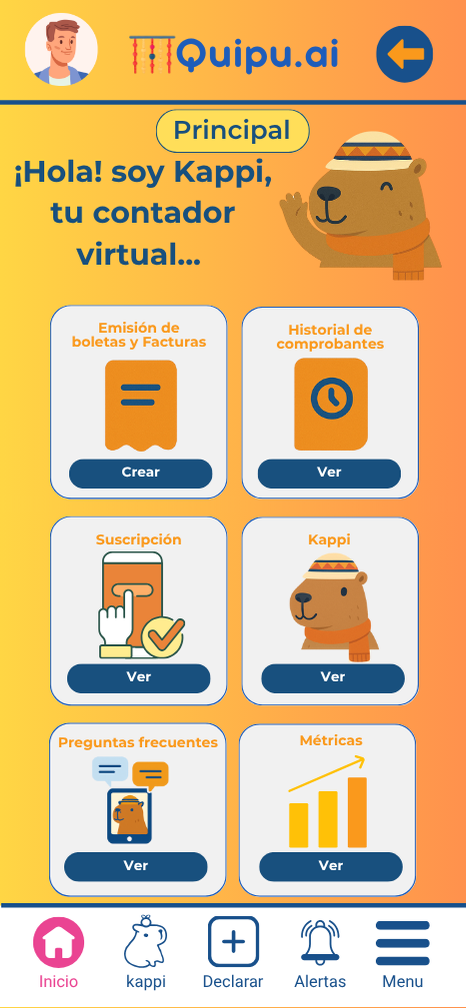 Quipu.ai
Principal
¡Hola! soy Kappi,
tu contador
virtual...
Emisión de
boletas y Facturas
Crear
Historial de
comprobantes
Ver
Suscripción
Ver
Kappi
Ver
Preguntas frecuentes
Ver
Métricas
Ver
Inicio
kappi
Declarar
Alertas
Menu